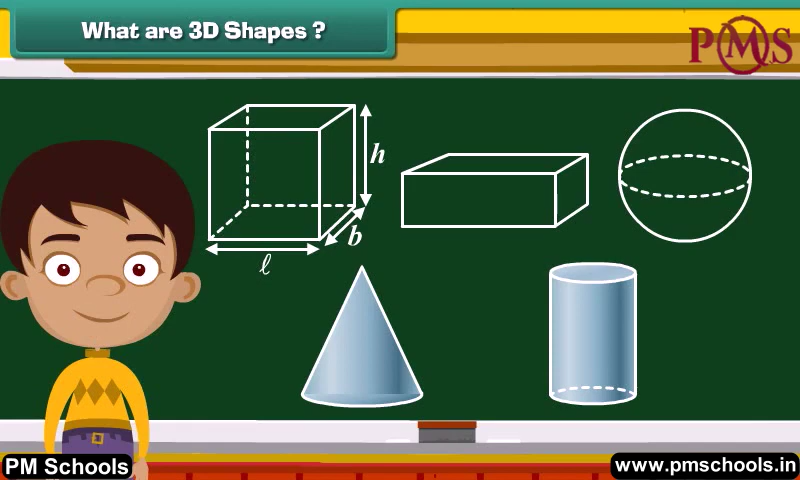 What are 3D Shapes ?
PMS
h
b
ℓ
PM Schools
www.pmschools.in